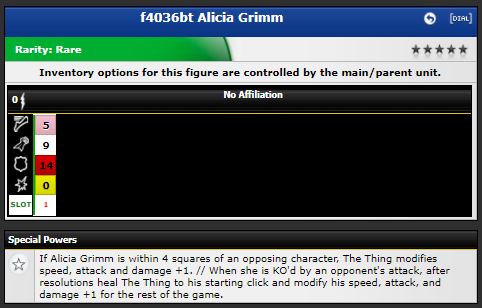 f4036bt Alicia Grimm
[DIAL]
Rarity: Rare
Inventory options for this figure are controlled by the main/parent unit.
0
No Affiliation
5
9
14
0
SLOT 1
Special Powers
If Alicia Grimm is within 4 squares of an opposing character, The Thing modifies
speed, attack and damage +1. // When she is KO'd by an opponent's attack, after
resolutions heal The Thing to his starting click and modify his speed, attack, and
damage +1 for the rest of the game.